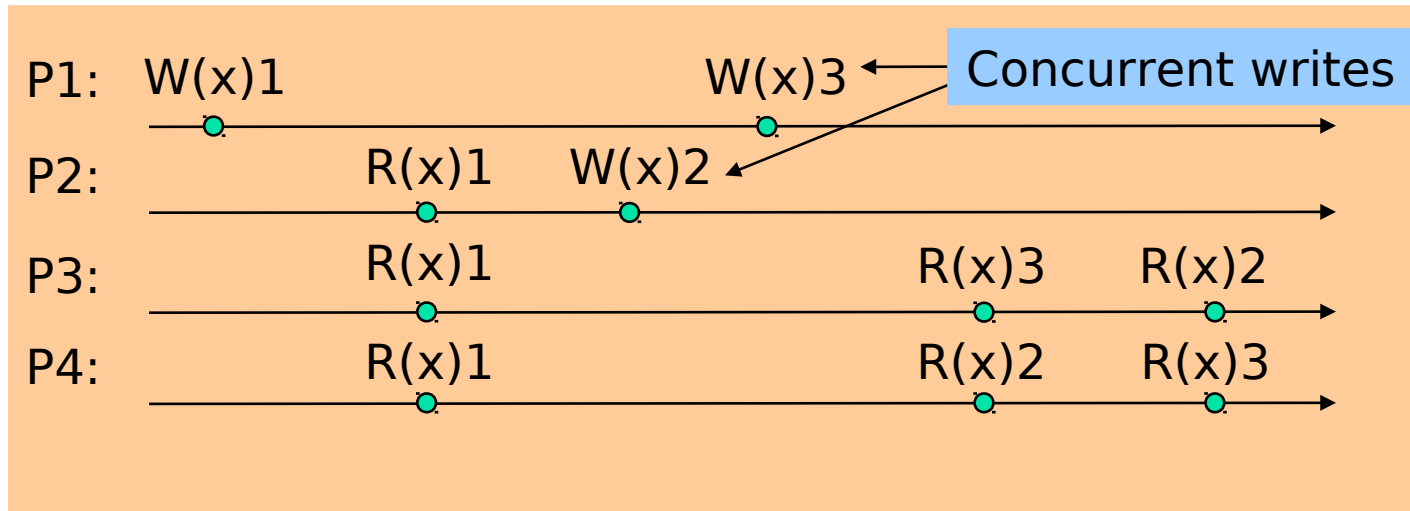 P1: W(x)1 W(x)3 Concurrent writes
P2: R(x)1 W(x)2
P3: R(x)1 R(x)3 R(x)2
P4: R(x)1 R(x)2 R(x)3